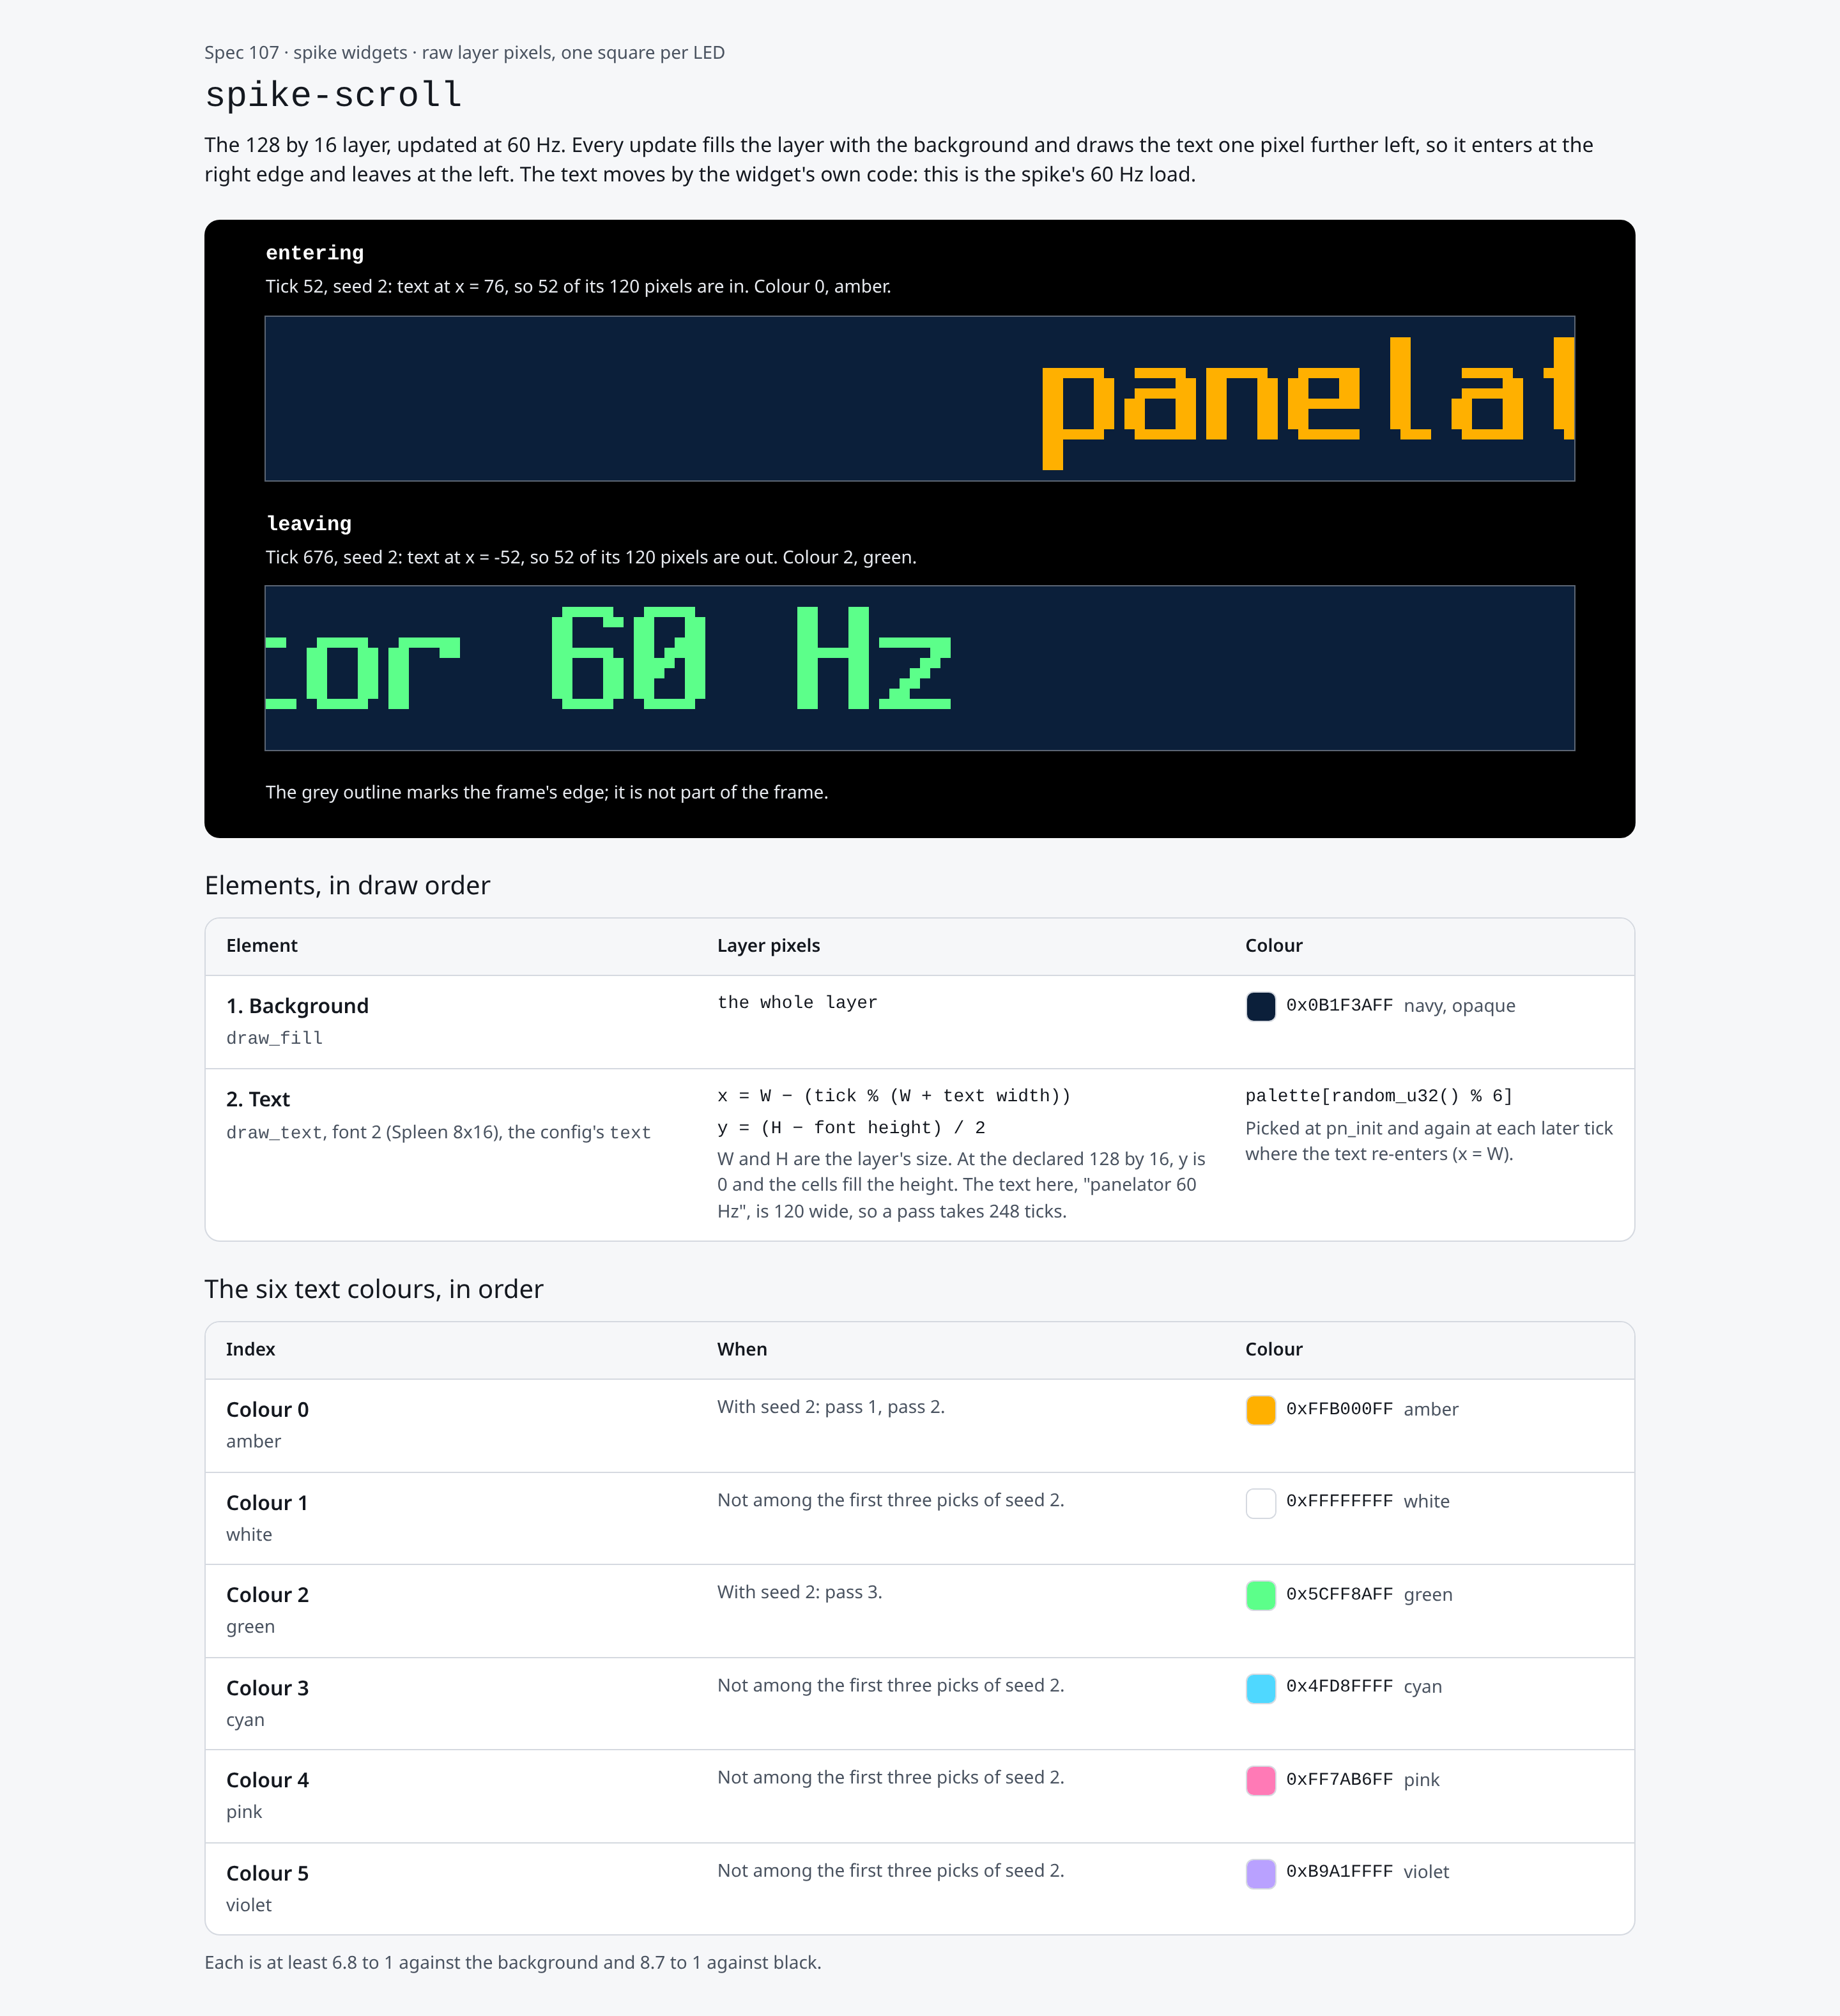 Spec 107 · spike widgets · raw layer pixels, one square per LED
spike-scroll
The 128 by 16 layer, updated at 60 Hz. Every update fills the layer with the background and draws the text one pixel further left, so it enters at the
right edge and leaves at the left. The text moves by the widget's own code: this is the spike's 60 Hz load.
entering
Tick 52, seed 2: text at x = 76, so 52 of its 120 pixels are in. Colour 0, amber.
panelat
leaving
Tick 676, seed 2: text at x = -52, so 52 of its 120 pixels are out. Colour 2, green.
tor 60 Hz
The grey outline marks the frame's edge; it is not part of the frame.
Elements, in draw order
Element Layer pixels Colour
1. Background the whole layer 0x0B1F3AFF navy, opaque
draw_fill
2. Text x = W − (tick % (W + text width)) palette[random_u32() % 6]
draw_text, font 2 (Spleen 8x16), the config's text y = (H − font height) / 2 Picked at pn_init and again at each later tick
W and H are the layer's size. At the declared 128 by 16, y is where the text re-enters (x = W).
0 and the cells fill the height. The text here, "panelator 60
Hz", is 120 wide, so a pass takes 248 ticks.
The six text colours, in order
Index When Colour
Colour 0 With seed 2: pass 1, pass 2. 0xFFB000FF amber
amber
Colour 1 Not among the first three picks of seed 2. 0xFFFFFFFF white
white
Colour 2 With seed 2: pass 3. 0x5CFF8AFF green
green
Colour 3 Not among the first three picks of seed 2. 0x4FD8FFFF cyan
cyan
Colour 4 Not among the first three picks of seed 2. 0xFF7AB6FF pink
pink
Colour 5 Not among the first three picks of seed 2. 0xB9A1FFFF violet
violet
Each is at least 6.8 to 1 against the background and 8.7 to 1 against black.